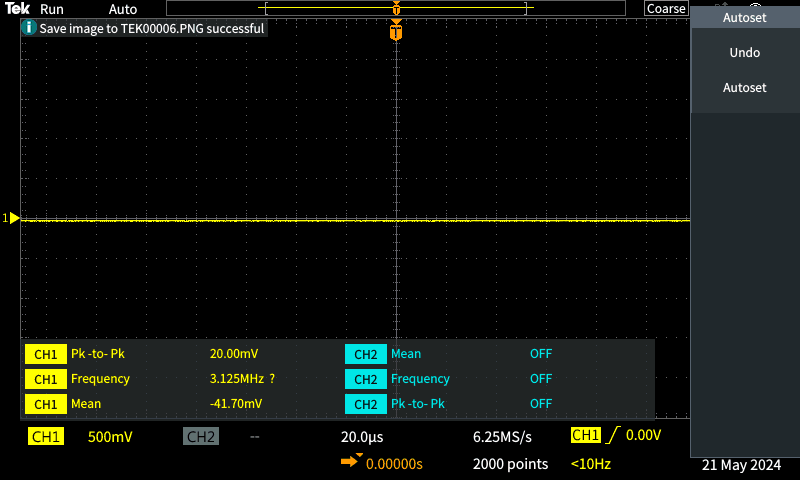 Tek Run Auto T Coarse
Autoset
T
Save image to TEK00006.PNG successful
Undo
Autoset
1
CH1 Pk-to-Pk 20.00mV CH2 Mean OFF
CH1 Frequency 3.125MHz ? CH2 Frequency OFF
CH1 Mean -41.70mV CH2 Pk-to-Pk OFF
CH1 500mV CH2 -- 20.0µs 6.25MS/s CH1 0.00V
0.00000s 2000 points <10Hz 21 May 2024